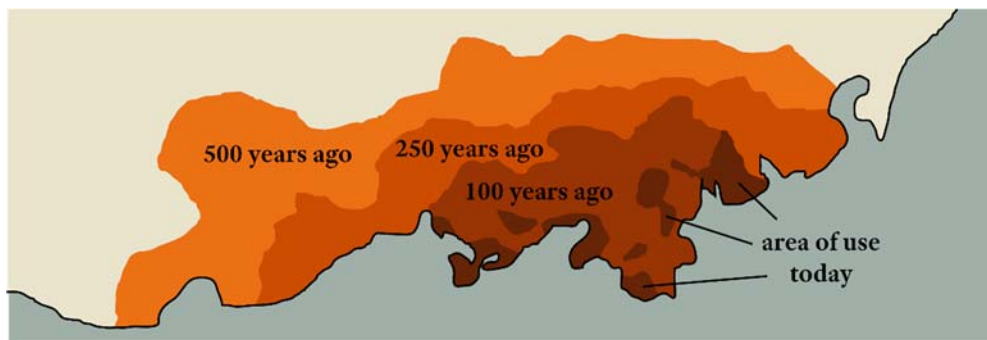 500 years ago
250 years ago
100 years ago
area of use
today